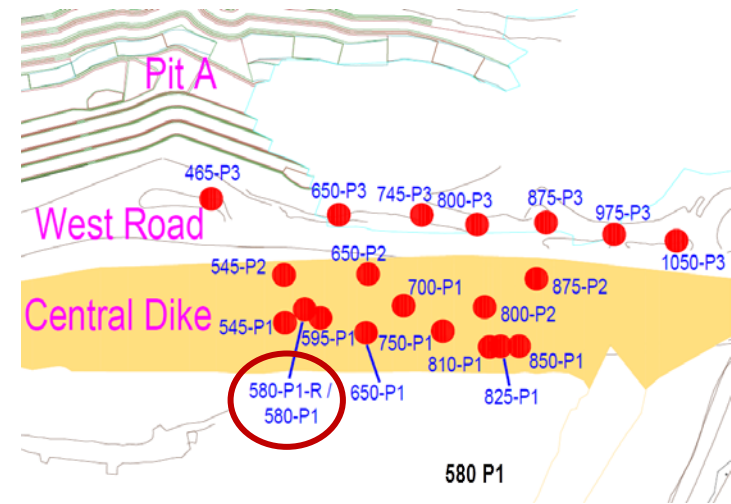 Pit A
465-P3
650-P3
745-P3
800-P3
875-P3
975-P3
1050-P3
West Road
545-P2
650-P2
875-P2
700-P1
800-P2
Central Dike
545-P1
595-P1
750-P1
810-P1
850-P1
580-P1-R /
580-P1
650-P1
825-P1
580 P1